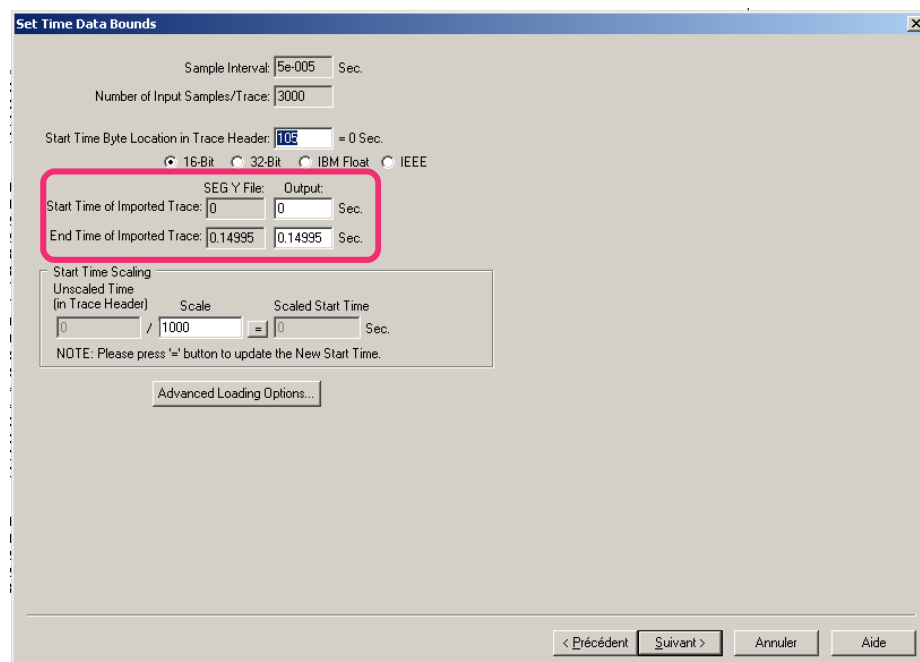 Set Time Data Bounds
Sample Interval: 5e-005 Sec.
Number of Input Samples/Trace: 3000
Start Time Byte Location in Trace Header: 105 = 0 Sec.
16-Bit 32-Bit IBM Float IEEE
SEG Y File: Output:
Start Time of Imported Trace: 0 0 Sec.
End Time of Imported Trace: 0.14995 0.14995 Sec.
Start Time Scaling
Unscaled Time
(in Trace Header) Scale Scaled Start Time
0 / 1000 = 0 Sec.
NOTE: Please press '=' button to update the New Start Time.
Advanced Loading Options...
< Précédent Suivant > Annuler Aide